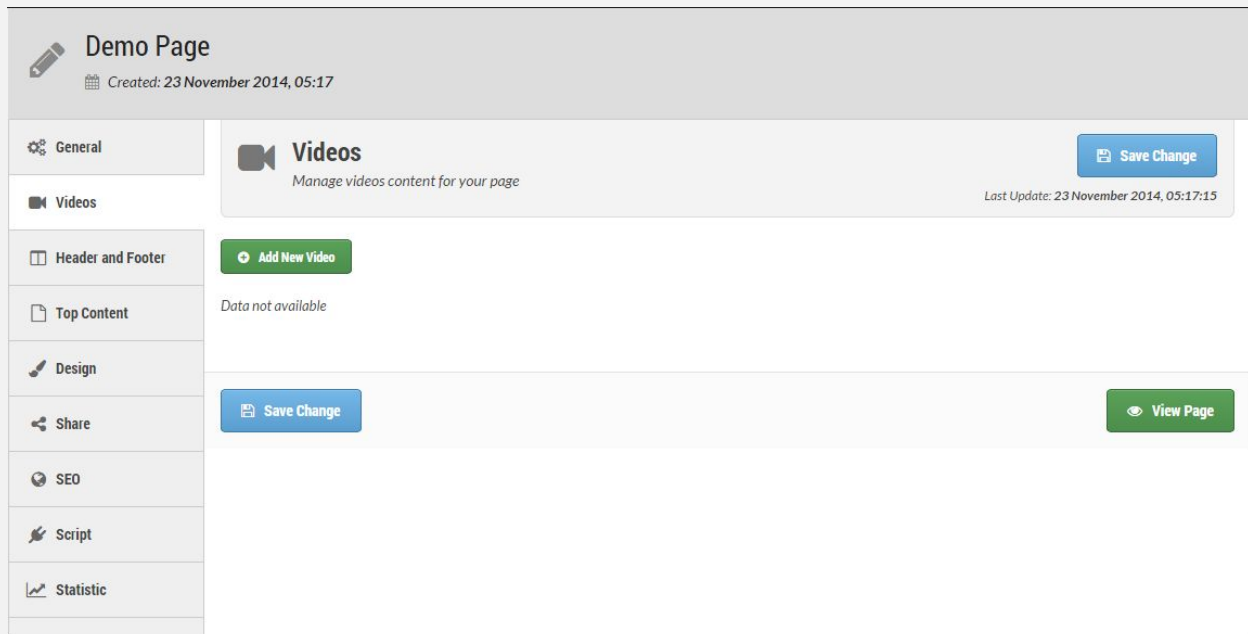 Demo Page
Created: 23 November 2014, 05:17
General
Videos
Header and Footer
Top Content
Design
Share
SEO
Script
Statistic
Videos
Manage videos content for your page
Save Change
Last Update: 23 November 2014, 05:17:15
Add New Video
Data not available
Save Change
View Page